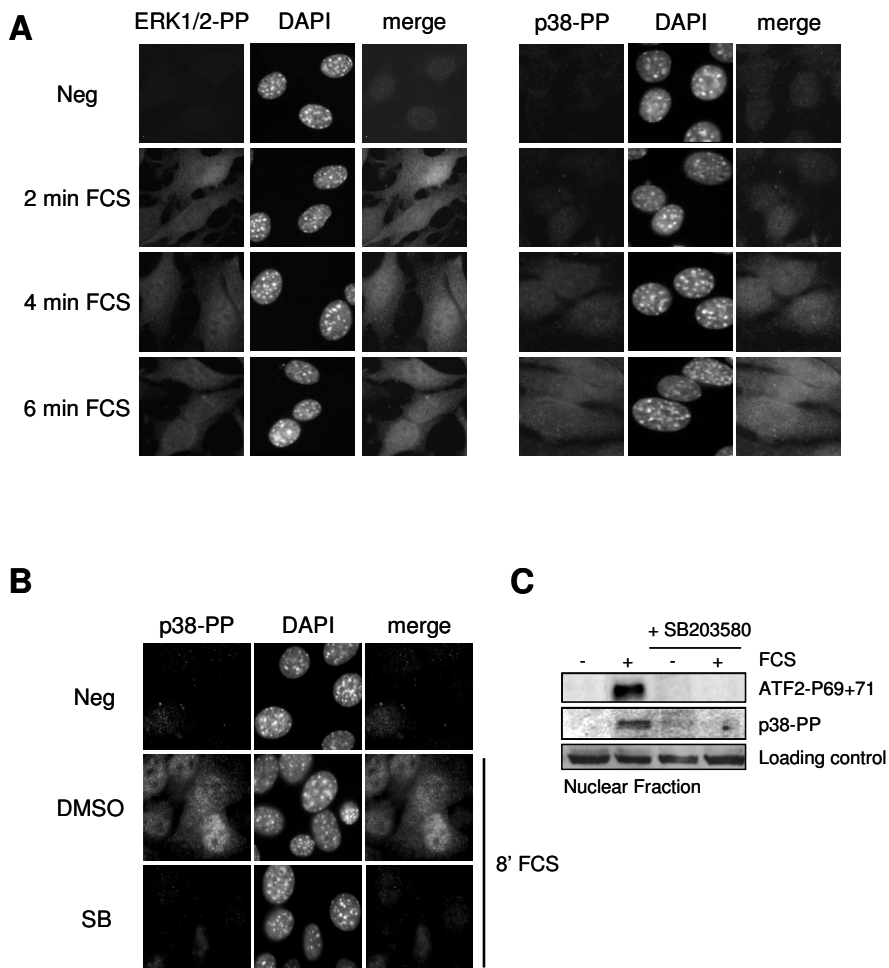 A
ERK1/2-PP DAPI merge p38-PP DAPI merge
Neg
2 min FCS
4 min FCS
6 min FCS
B
p38-PP DAPI merge
Neg
DMSO
SB
8' FCS
C
+ SB203580
- + - + FCS
ATF2-P69+71
p38-PP
Loading control
Nuclear Fraction